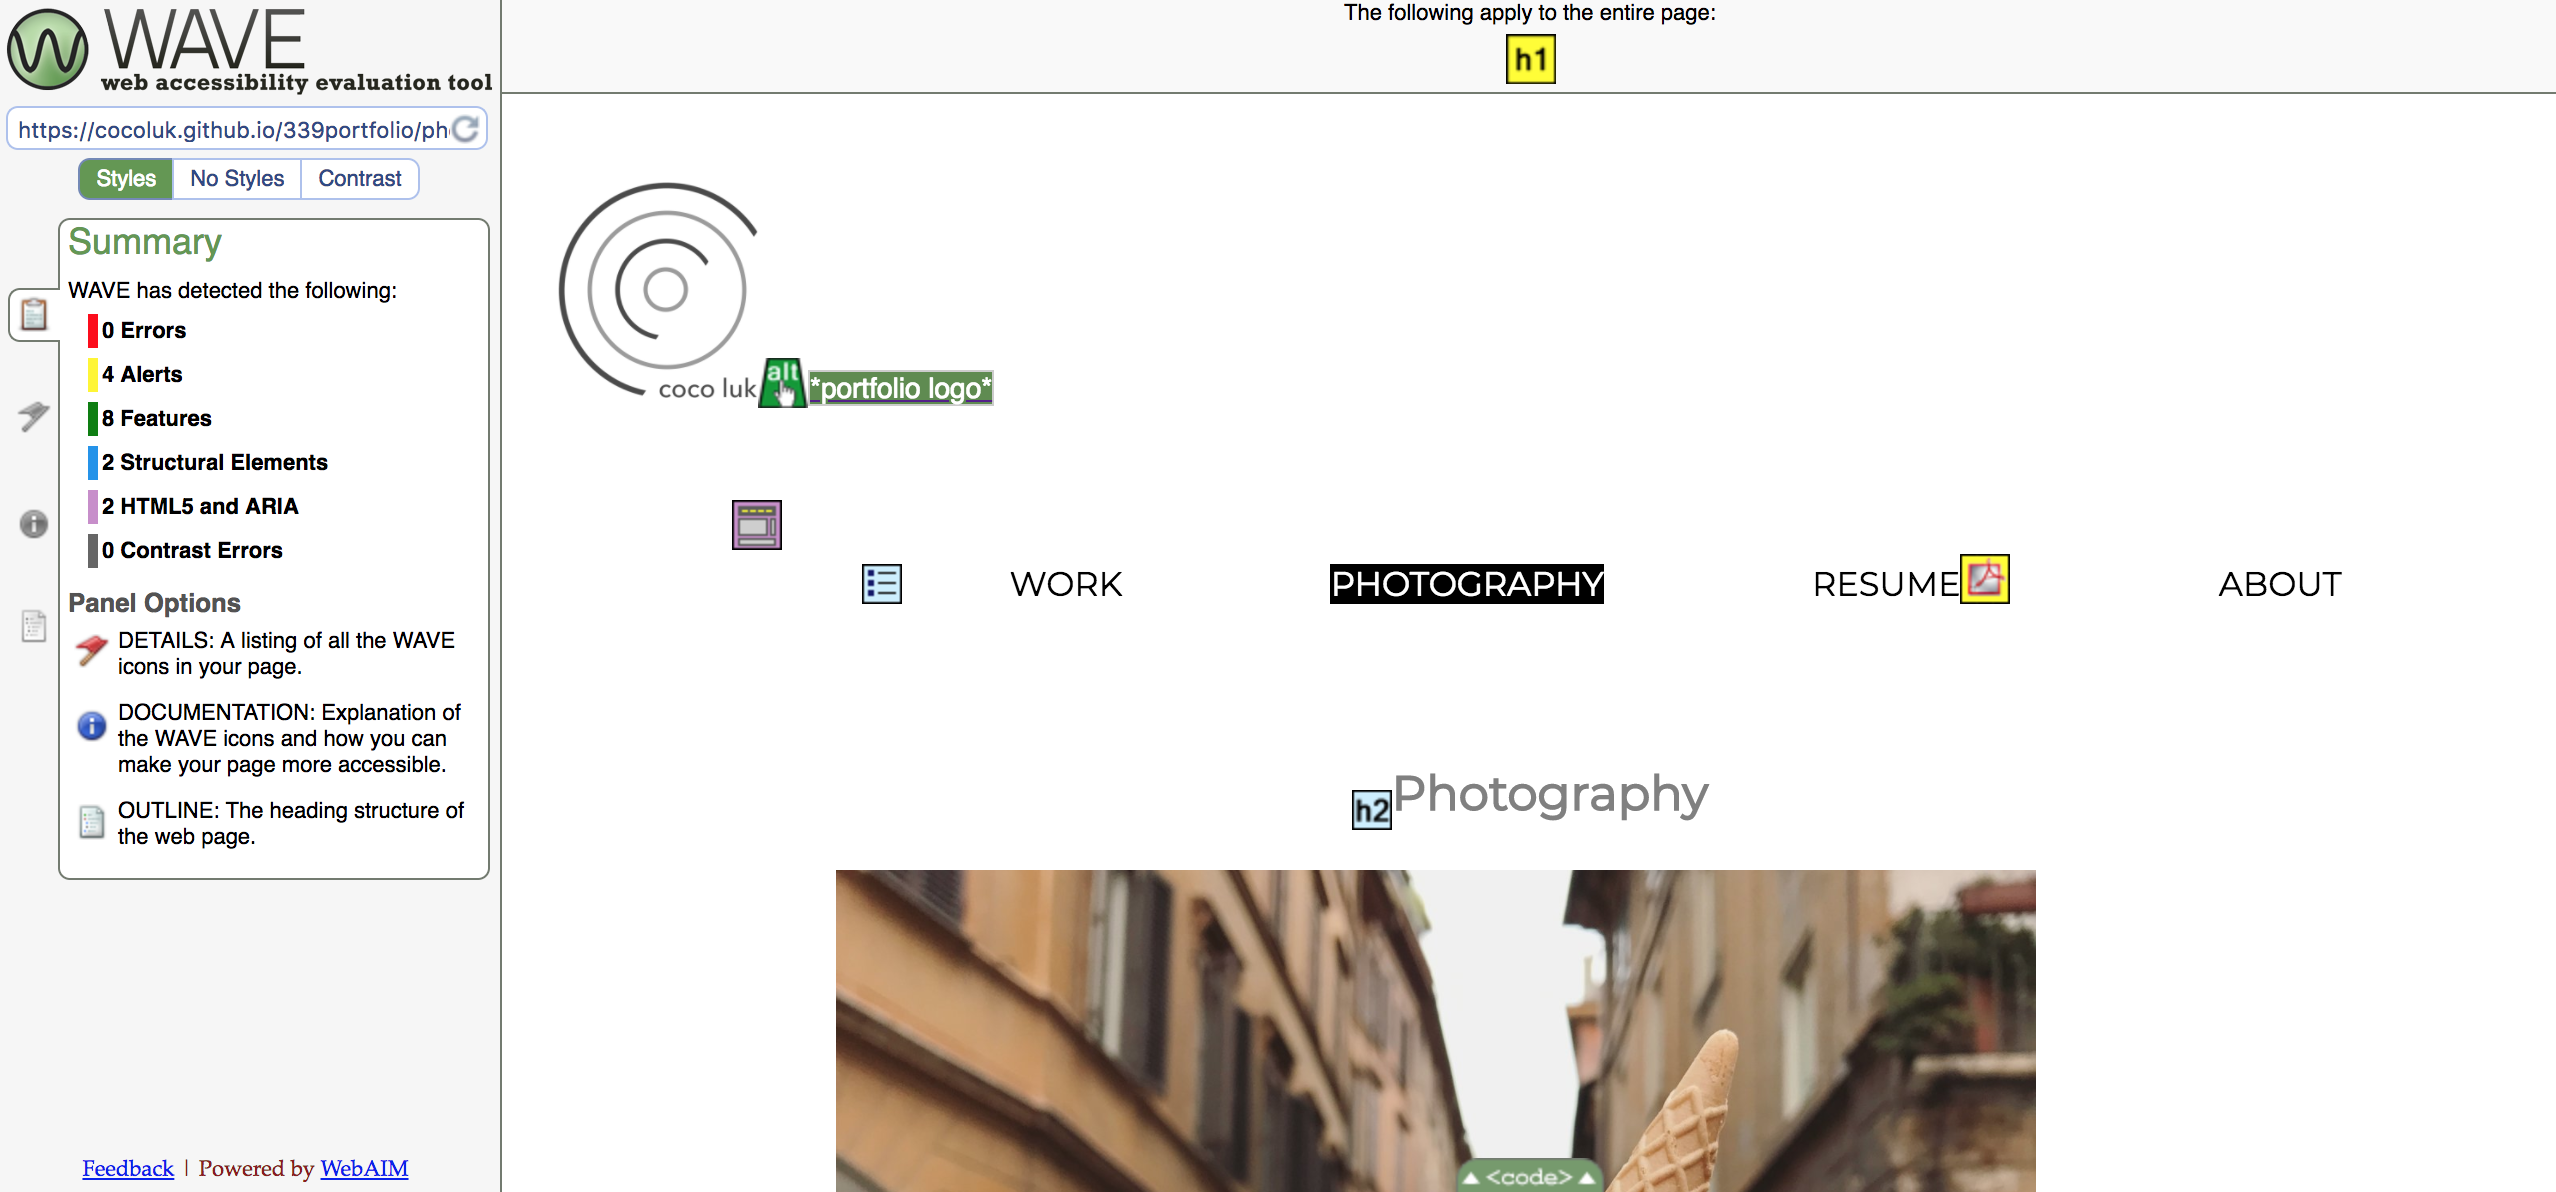 WAVE
web accessibility evaluation tool
https://cocoluk.github.io/339portfolio/ph
Styles No Styles Contrast
Summary
WAVE has detected the following:
0 Errors
4 Alerts
8 Features
2 Structural Elements
2 HTML5 and ARIA
0 Contrast Errors
Panel Options
DETAILS: A listing of all the WAVE
icons in your page.
DOCUMENTATION: Explanation of
the WAVE icons and how you can
make your page more accessible.
OUTLINE: The heading structure of
the web page.
Feedback | Powered by WebAIM
The following apply to the entire page:
h1
coco luk alt *portfolio logo*
WORK PHOTOGRAPHY RESUME ABOUT
h2 Photography
▲ <code> ▲